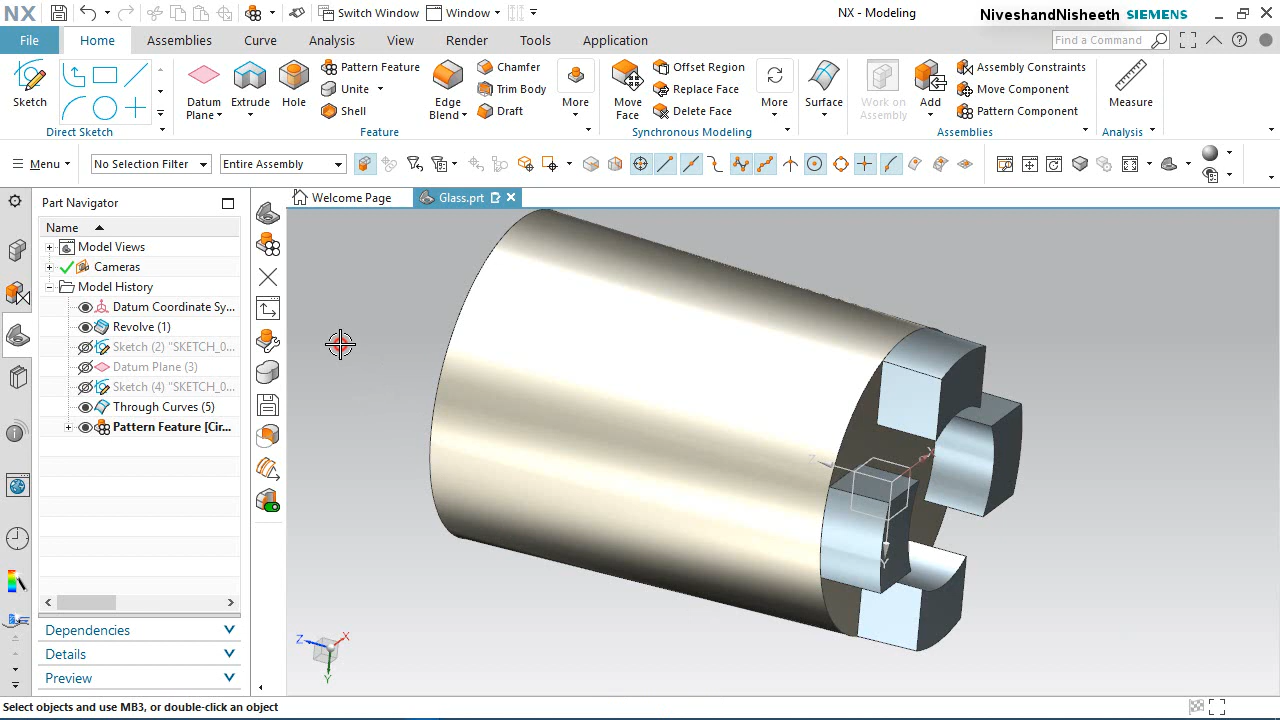 NX
Switch Window
Window
NX - Modeling
NiveshandNisheeth SIEMENS
File
Home
Assemblies
Curve
Analysis
View
Render
Tools
Application
Find a Command
Sketch
Direct Sketch
Datum Plane
Extrude
Hole
Pattern Feature
Unite
Shell
Edge Blend
Chamfer
Trim Body
Draft
More
Feature
Move Face
Offset Region
Replace Face
Delete Face
More
Synchronous Modeling
Surface
Work on Assembly
Add
Assembly Constraints
Move Component
Pattern Component
Assemblies
Measure
Analysis
Menu
No Selection Filter
Entire Assembly
Part Navigator
Name
Model Views
Cameras
Model History
Datum Coordinate Sy...
Revolve (1)
Sketch (2) "SKETCH_0...
Datum Plane (3)
Sketch (4) "SKETCH_0...
Through Curves (5)
Pattern Feature [Cir...
Dependencies
Details
Preview
Welcome Page
Glass.prt
Z
X
Y
Z
X
Y
Select objects and use MB3, or double-click an object